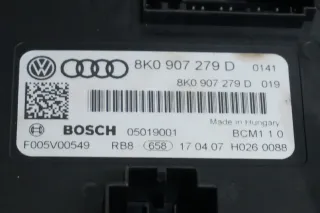 8K0 907 279 D 0141
8K0 907 279 D 019
Made in Hungary
BOSCH 05019001 BCM1 1 0
F005V00549 RB8 658 17 04 07 H026 0088